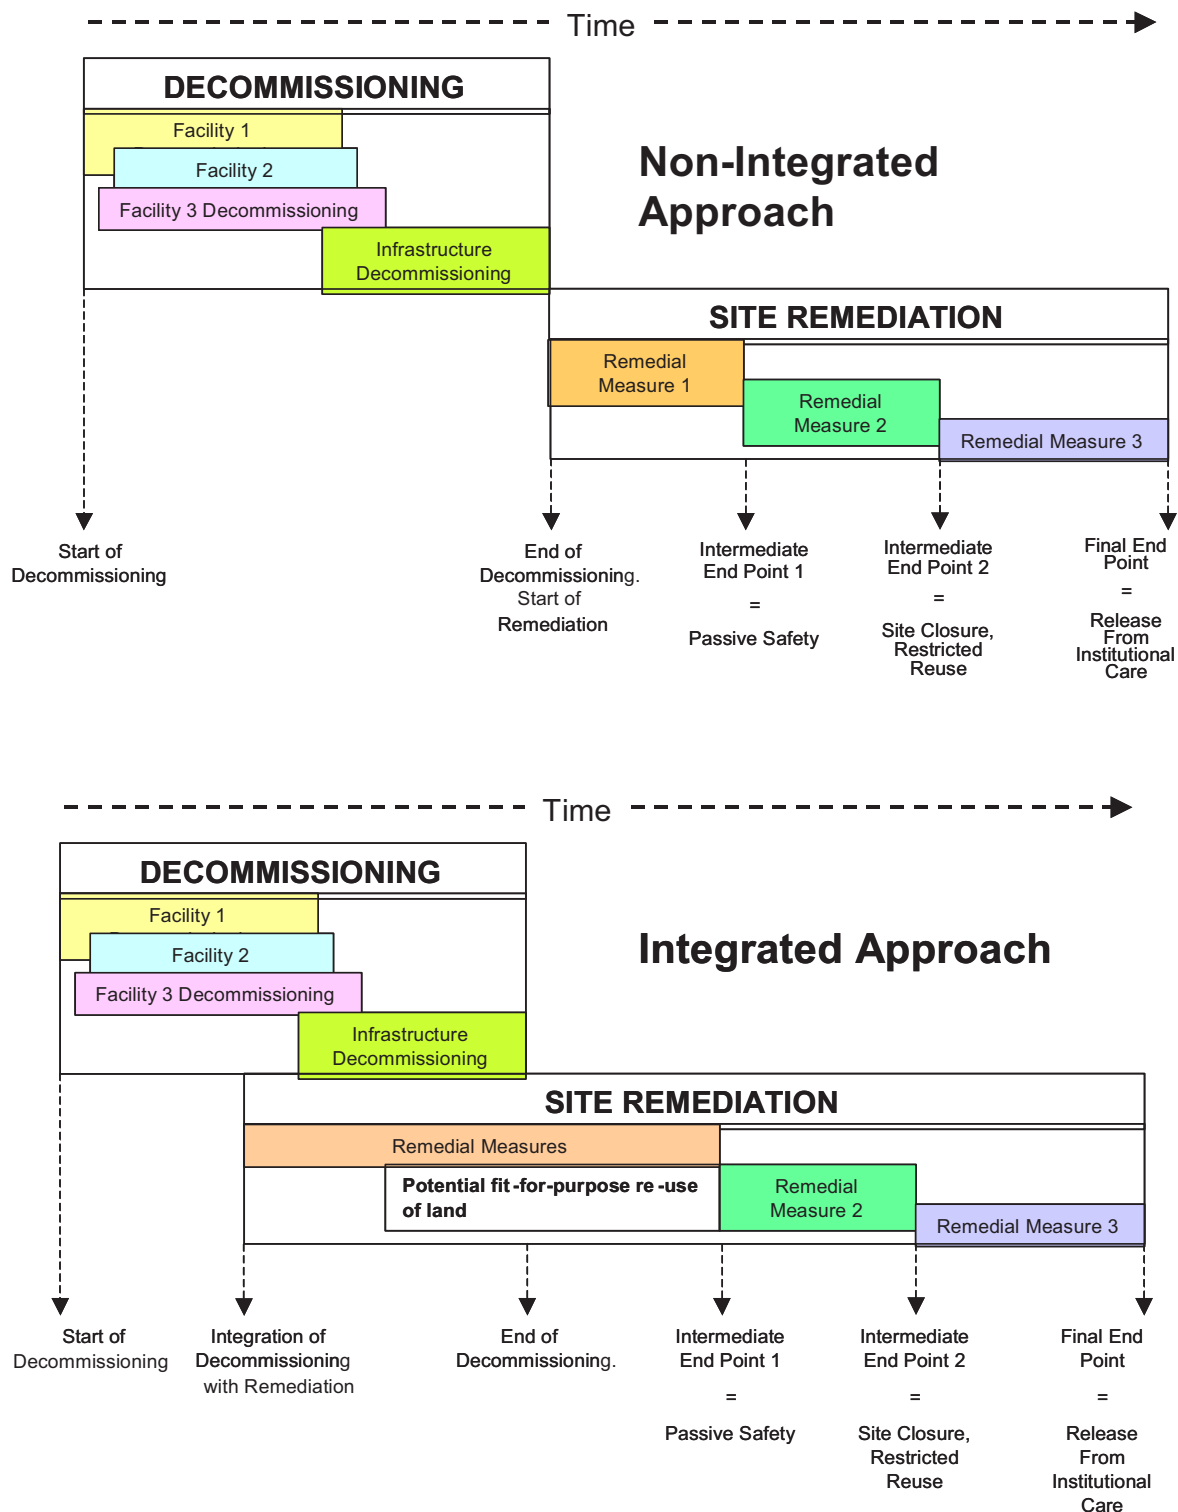 Time
DECOMMISSIONING
Facility 1
Facility 2
Facility 3 Decommissioning
Infrastructure
Decommissioning
Non-Integrated
Approach
SITE REMEDIATION
Remedial
Measure 1
Remedial
Measure 2
Remedial Measure 3
Start of
Decommissioning
End of
Decommissioning.
Start of
Remediation
Intermediate
End Point 1
=
Passive Safety
Intermediate
End Point 2
=
Site Closure,
Restricted
Reuse
Final End
Point
=
Release
From
Institutional
Care
Time
DECOMMISSIONING
Facility 1
Facility 2
Facility 3 Decommissioning
Infrastructure
Decommissioning
Integrated Approach
SITE REMEDIATION
Remedial Measures
Potential fit-for-purpose re-use
of land
Remedial
Measure 2
Remedial Measure 3
Start of
Decommissioning
Integration of
Decommissioning
with Remediation
End of
Decommissioning.
Intermediate
End Point 1
=
Passive Safety
Intermediate
End Point 2
=
Site Closure,
Restricted
Reuse
Final End
Point
=
Release
From
Institutional
Care